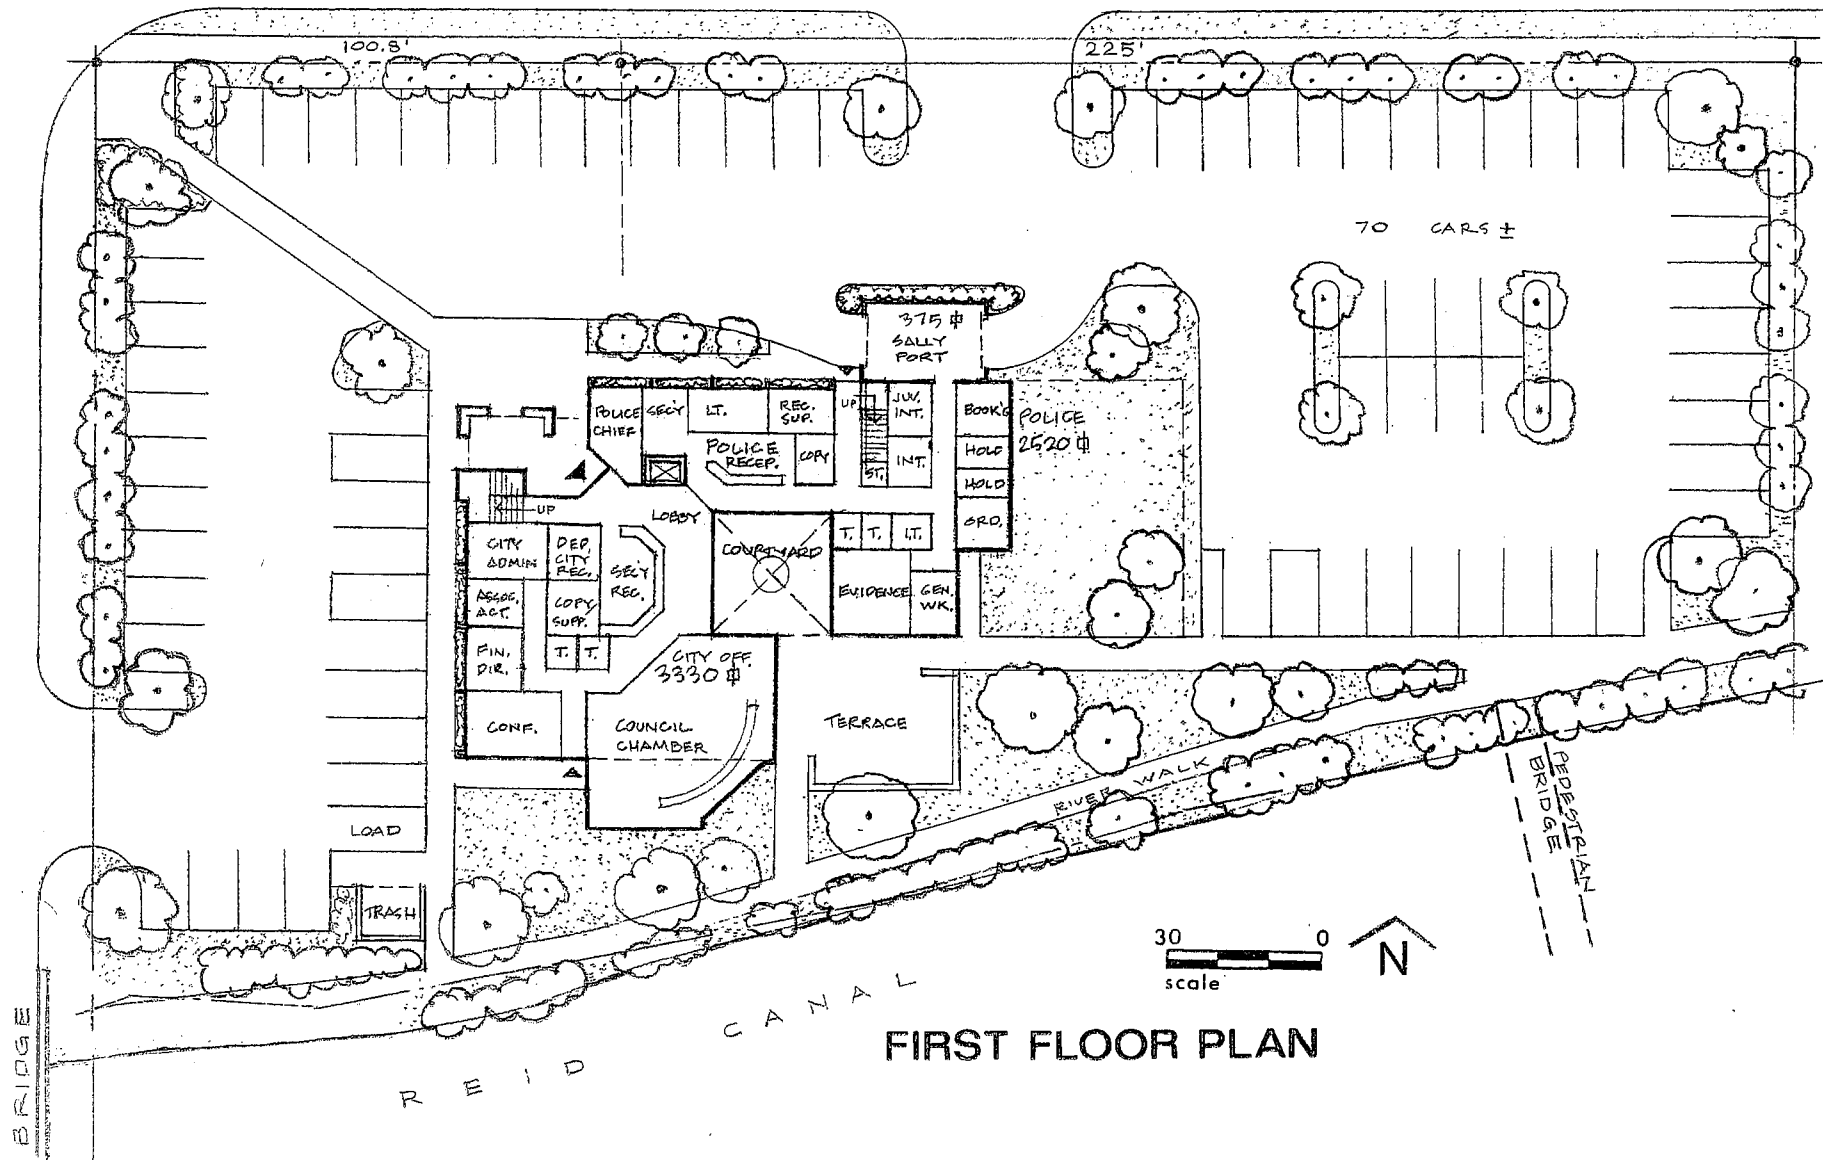 100.8'
225'
70 CARS ±
375 ⌷
SALLY
PORT
POLICE
CHIEF
SEC'Y
LT.
REC.
SUP.
UP
JUV.
INT.
BOOK'G
POLICE
2520 ⌷
POLICE
RECEP.
COPY
ST.
INT.
HOLD
HOLD
UP
LOBBY
GRD.
CITY
ADMIN
DEP.
CITY
REC.
SEC'Y
REC.
COURTYARD
T.
T.
ASSOC.
ACT.
COPY
SUPP.
EVIDENCE
GEN.
WK.
FIN.
DIR.
T.
T.
CITY OFF.
3330 ⌷
CONF.
COUNCIL
CHAMBER
TERRACE
RIVER WALK
PEDESTRIAN
BRIDGE
LOAD
TRASH
30 0
scale
N
BRIDGE
REID CANAL
FIRST FLOOR PLAN